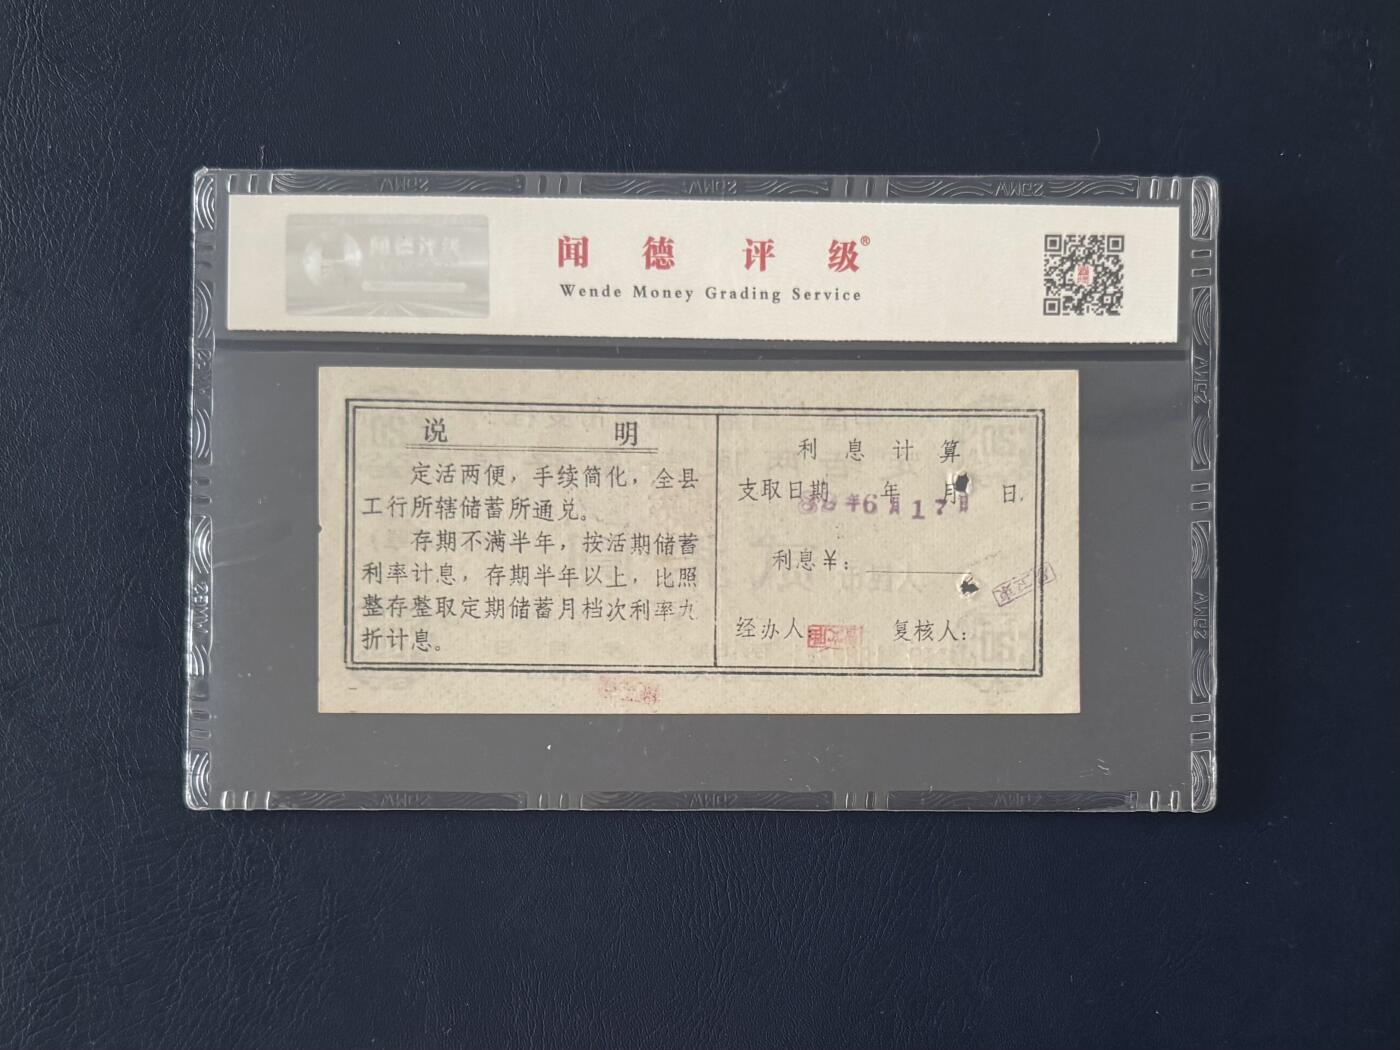 闻德评级®
Wende Money Grading Service
说明
定活两便，手续简化，全县
工行所辖储蓄所通兑。
存期不满半年，按活期储蓄
利率计息，存期半年以上，比照
整存整取定期储蓄月档次利率九
折计息。
利息计算
支取日期 年 月 日.
6月17日
利息￥：
经办人： 复核人：